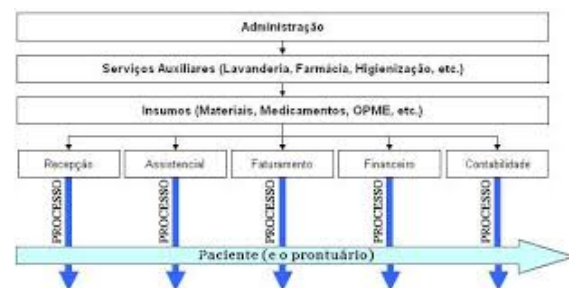 Administração
Serviços Auxiliares (Lavanderia, Farmácia, Higienização, etc.)
Insumos (Materiais, Medicamentos, OPME, etc.)
Recepção
Assistencial
Faturamento
Financeiro
Contabilidade
PROCESSO
PROCESSO
PROCESSO
PROCESSO
PROCESSO
Paciente (e o prontuário)